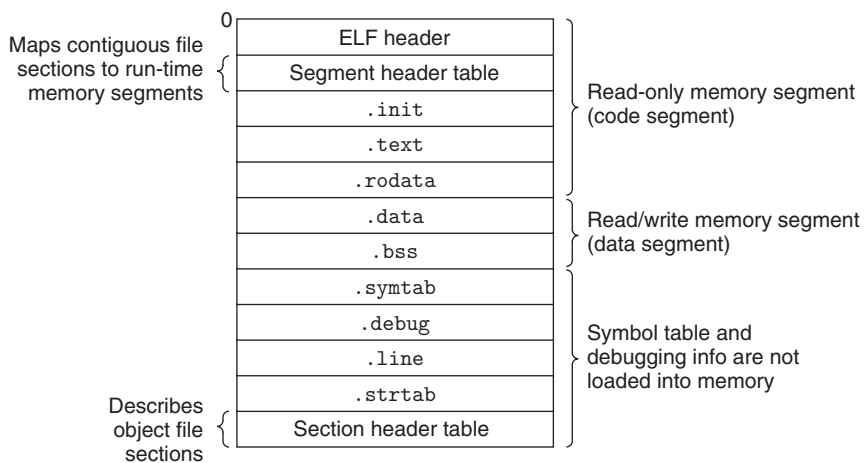 0
ELF header
Maps contiguous file
sections to run-time
memory segments
Segment header table
.init
.text
.rodata
Read-only memory segment
(code segment)
.data
.bss
Read/write memory segment
(data segment)
.symtab
.debug
.line
.strtab
Symbol table and
debugging info are not
loaded into memory
Describes
object file
sections
Section header table